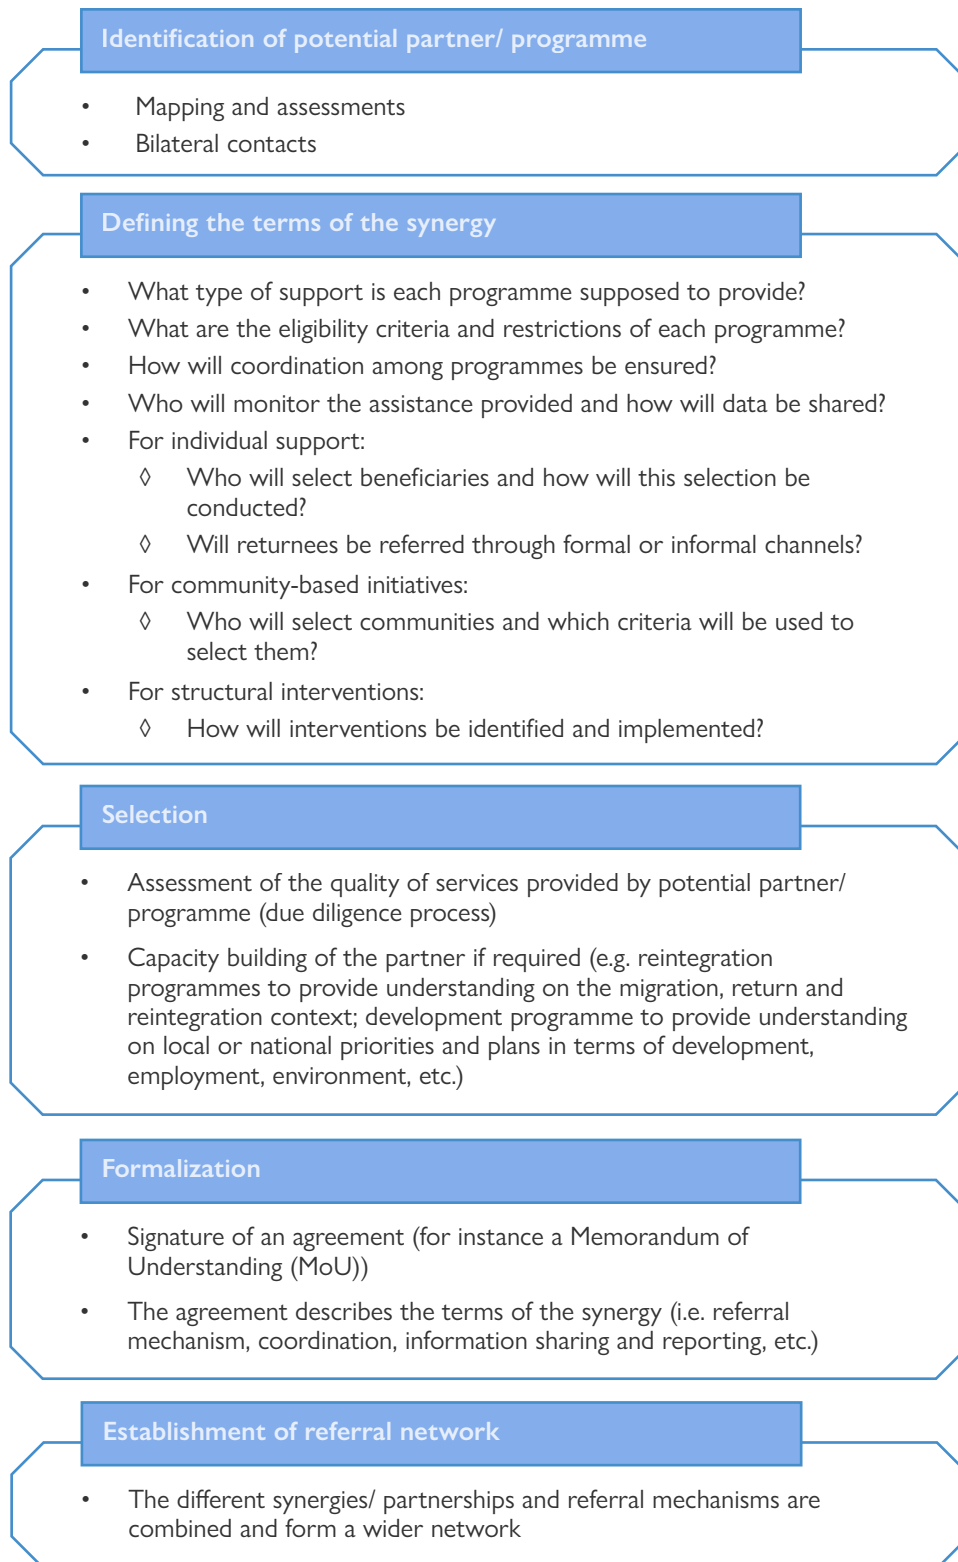 Identification of potential partner/ programme
• Mapping and assessments
• Bilateral contacts
Defining the terms of the synergy
• What type of support is each programme supposed to provide?
• What are the eligibility criteria and restrictions of each programme?
• How will coordination among programmes be ensured?
• Who will monitor the assistance provided and how will data be shared?
• For individual support:
◊ Who will select beneficiaries and how will this selection be
conducted?
◊ Will returnees be referred through formal or informal channels?
• For community-based initiatives:
◊ Who will select communities and which criteria will be used to
select them?
• For structural interventions:
◊ How will interventions be identified and implemented?
Selection
• Assessment of the quality of services provided by potential partner/
programme (due diligence process)
• Capacity building of the partner if required (e.g. reintegration
programmes to provide understanding on the migration, return and
reintegration context; development programme to provide understanding
on local or national priorities and plans in terms of development,
employment, environment, etc.)
Formalization
• Signature of an agreement (for instance a Memorandum of
Understanding (MoU))
• The agreement describes the terms of the synergy (i.e. referral
mechanism, coordination, information sharing and reporting, etc.)
Establishment of referral network
• The different synergies/ partnerships and referral mechanisms are
combined and form a wider network